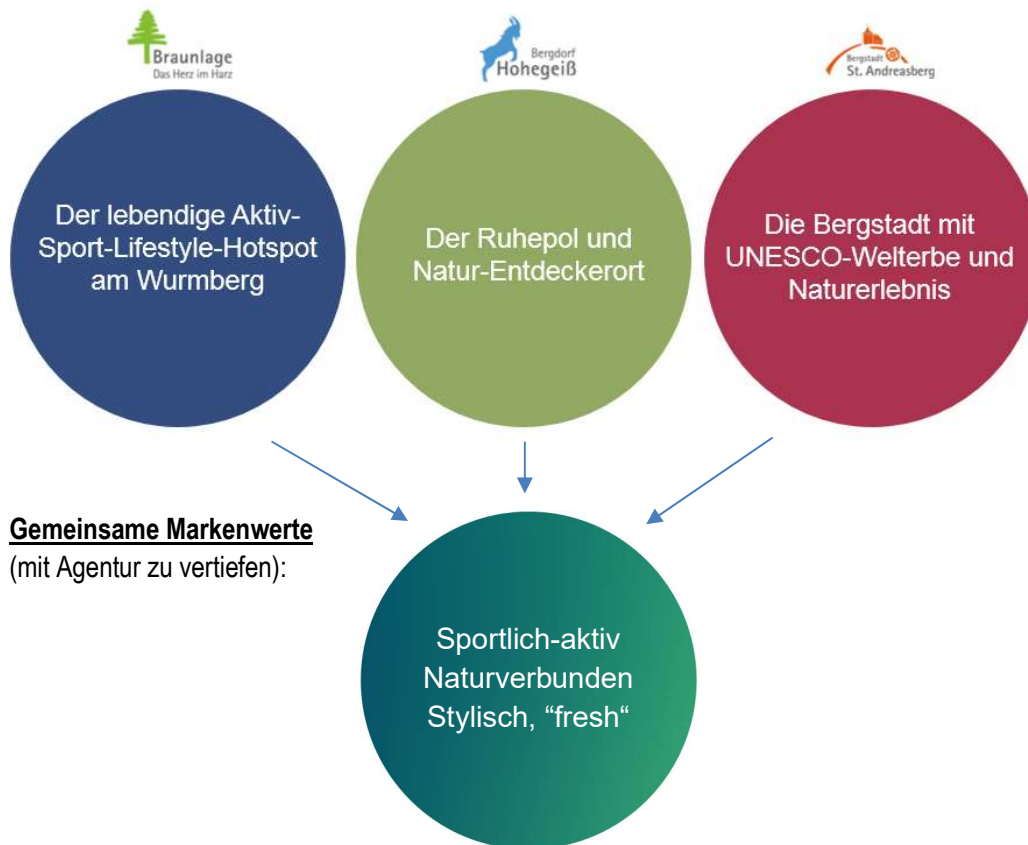 Braunlage
Das Herz im Harz
Bergdorf
Hohegeiß
Bergstadt
St. Andreasberg
Der lebendige Aktiv-
Sport-Lifestyle-Hotspot
am Wurmberg
Der Ruhepol und
Natur-Entdeckerort
Die Bergstadt mit
UNESCO-Welterbe und
Naturerlebnis
Gemeinsame Markenwerte
(mit Agentur zu vertiefen):
Sportlich-aktiv
Naturverbunden
Stylisch, “fresh“